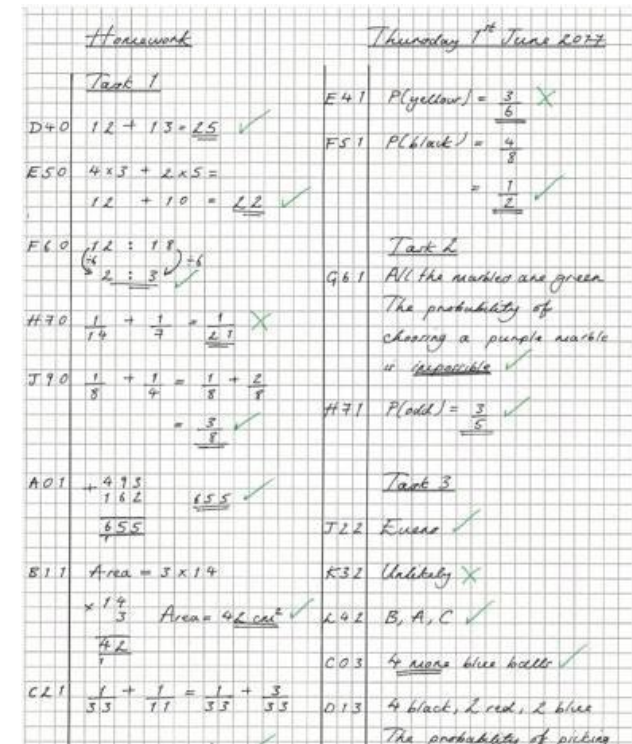 Homework
Thursday 1st June 2017
Task 1
D40 12 + 13 = 25 ✓
E50 4 × 3 + 2 × 5 =
12 + 10 = 22 ✓
F60 12 : 18
÷6 ÷6
2 : 3 ✓
H70 1/14 + 1/7 = 1/21 ✗
J90 1/8 + 1/4 = 1/8 + 2/8
= 3/8 ✓
A01 + 493
162 655 ✓
655
1
B11 Area = 3 × 14
× 14
3 Area = 42 cm² ✓
42
1
C21 1/33 + 1/11 = 1/33 + 3/33
E41 P(yellow) = 3/6 ✗
F51 P(black) = 4/8
= 1/2 ✓
Task 2
G61 All the marbles are green
The probability of
choosing a purple marble
is impossible ✓
H71 P(odd) = 3/5 ✓
Task 3
J22 Evens ✓
K32 Unlikely ✗
L42 B, A, C ✓
C03 4 more blue balls ✓
D13 4 black, 2 red, 2 blue
The probability of picking